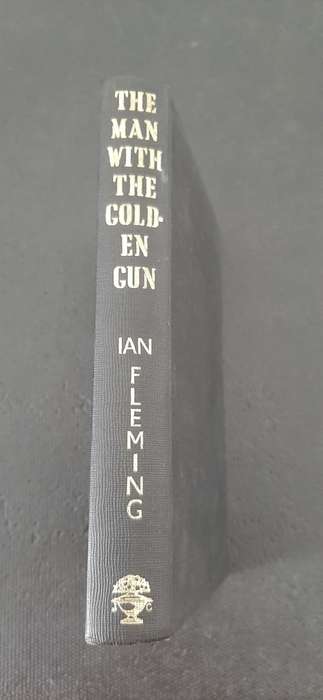 THE
MAN
WITH
THE
GOLD-
EN
GUN
IAN
FLEMING
J C